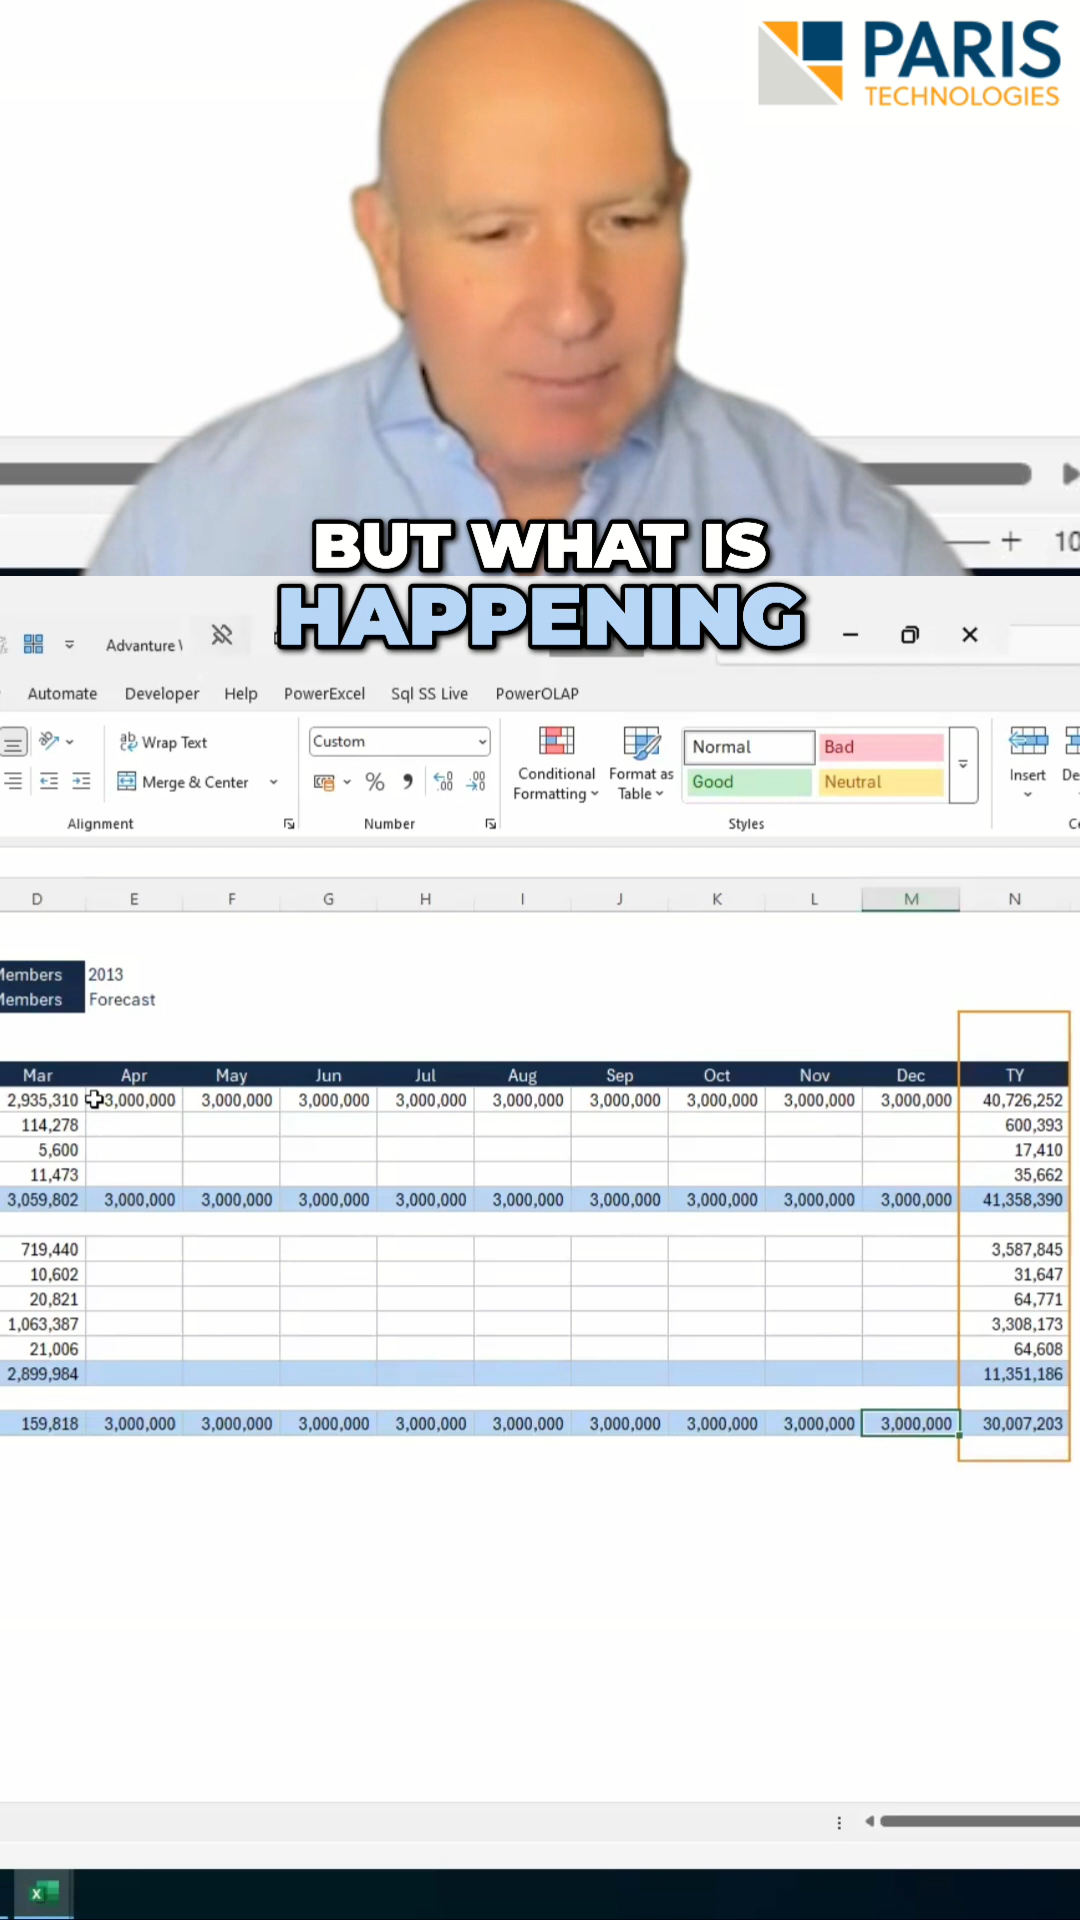 PARIS
TECHNOLOGIES
10
BUT WHAT IS
HAPPENING
Advanture
Automate Developer Help PowerExcel Sql SS Live PowerOLAP
ab Wrap Text Custom Normal Bad
Merge & Center % Conditional Formatting Format as Table Good Neutral Insert
Alignment Number Styles
D E F G H I J K L M N
Members 2013
Members Forecast
Mar Apr May Jun Jul Aug Sep Oct Nov Dec TY
2,935,310 3,000,000 3,000,000 3,000,000 3,000,000 3,000,000 3,000,000 3,000,000 3,000,000 3,000,000 40,726,252
114,278 600,393
5,600 17,410
11,473 35,662
3,059,802 3,000,000 3,000,000 3,000,000 3,000,000 3,000,000 3,000,000 3,000,000 3,000,000 3,000,000 41,358,390
719,440 3,587,845
10,602 31,647
20,821 64,771
1,063,387 3,308,173
21,006 64,608
2,899,984 11,351,186
159,818 3,000,000 3,000,000 3,000,000 3,000,000 3,000,000 3,000,000 3,000,000 3,000,000 3,000,000 30,007,203